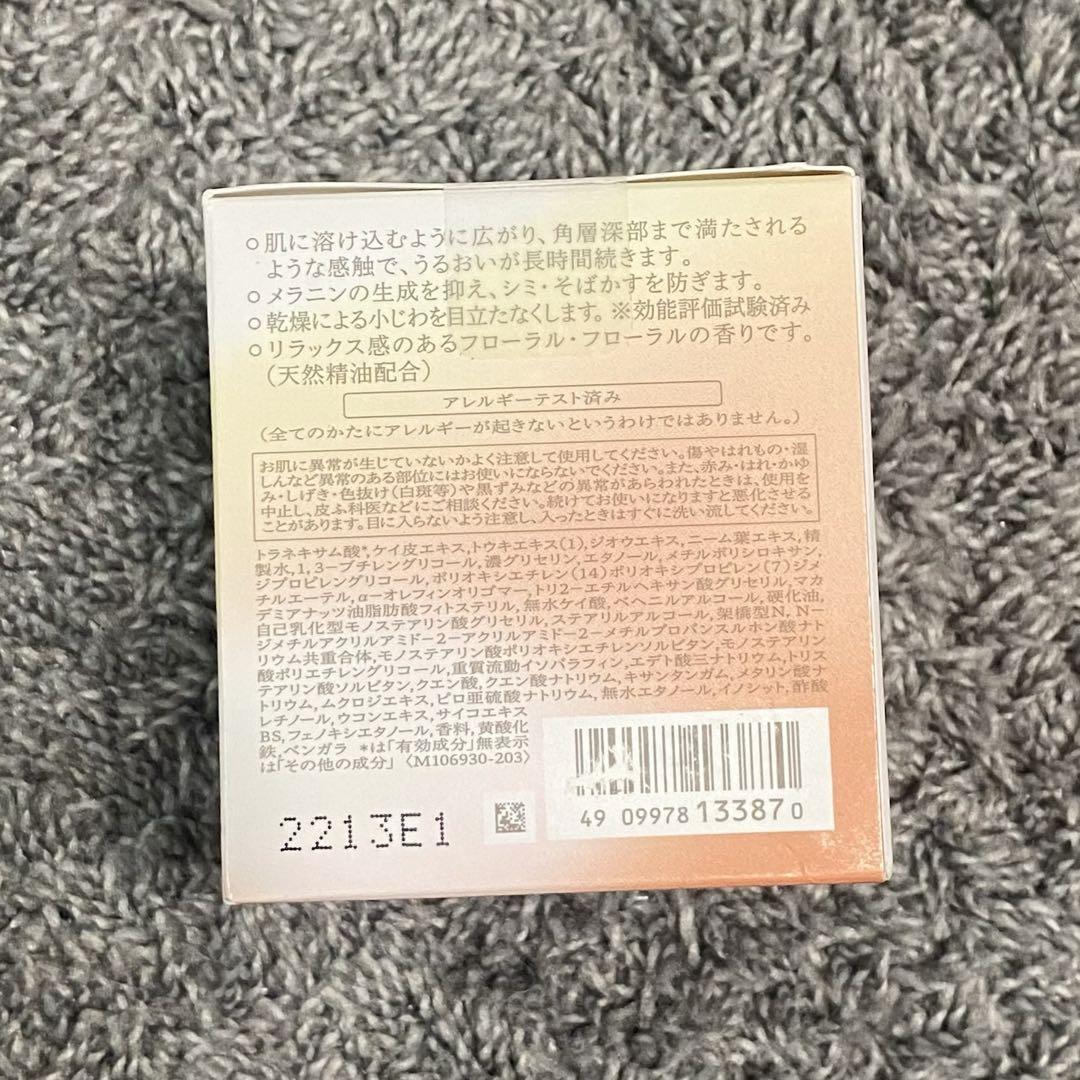 ○肌に溶け込むように広がり、角層深部まで満たされる
ような感触で、うるおいが長時間続きます。
○メラニンの生成を抑え、シミ・そばかすを防ぎます。
○乾燥による小じわを目立たなくします。※効能評価試験済み
○リラックス感のあるフローラル・フローラルの香りです。
（天然精油配合）
アレルギーテスト済み
（全てのかたにアレルギーが起きないというわけではありません。）
お肌に異常が生じていないかよく注意して使用してください。傷やはれもの・湿
しんなど異常のある部位にはお使いにならないでください。また、赤み・はれ・かゆ
み・しげき・色抜け（白斑等）や黒ずみなどの異常があらわれたときは、使用を
中止し、皮ふ科医などにご相談ください。続けてお使いになりますと悪化させる
ことがあります。目に入らないよう注意し、入ったときはすぐに洗い流してください。
トラネキサム酸*,ケイ皮エキス,トウキエキス(1),ジオウエキス,ニーム葉エキス,精
製水,1,3-ブチレングリコール,濃グリセリン,エタノール,メチルポリシロキサン,
ジプロピレングリコール,ポリオキシエチレン(14)ポリオキシプロピレン(7)ジメ
チルエーテル,α-オレフィンオリゴマー,トリ2-エチルヘキサン酸グリセリル,マカ
デミアナッツ油脂肪酸フィトステリル,無水ケイ酸,ベヘニルアルコール,硬化油,
自己乳化型モノステアリン酸グリセリル,ステアリルアルコール,架橋型N,N-
ジメチルアクリルアミド-2-アクリルアミド-2-メチルプロパンスルホン酸ナト
リウム共重合体,モノステアリン酸ポリオキシエチレンソルビタン,モノステアリン
酸ポリエチレングリコール,重質流動イソパラフィン,エデト酸三ナトリウム,トリス
テアリン酸ソルビタン,クエン酸,クエン酸ナトリウム,キサンタンガム,メタリン酸ナ
トリウム,ムクロジエキス,ピロ亜硫酸ナトリウム,無水エタノール,イノシット,酢酸
レチノール,ウコンエキス,サイコエキス
BS,フェノキシエタノール,香料,黄酸化
鉄,ベンガラ *は「有効成分」無表示
は「その他の成分」〈M106930-203〉
2213E1
49 09978 133870